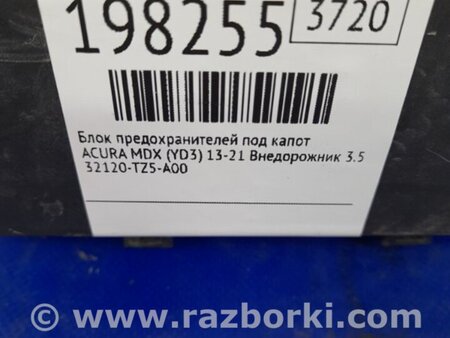 198255
3720
Блок предохранителей под капот
ACURA MDX (YD3) 13-21 Внедорожник 3.5
32120-TZ5-A00
© www.razborki.com